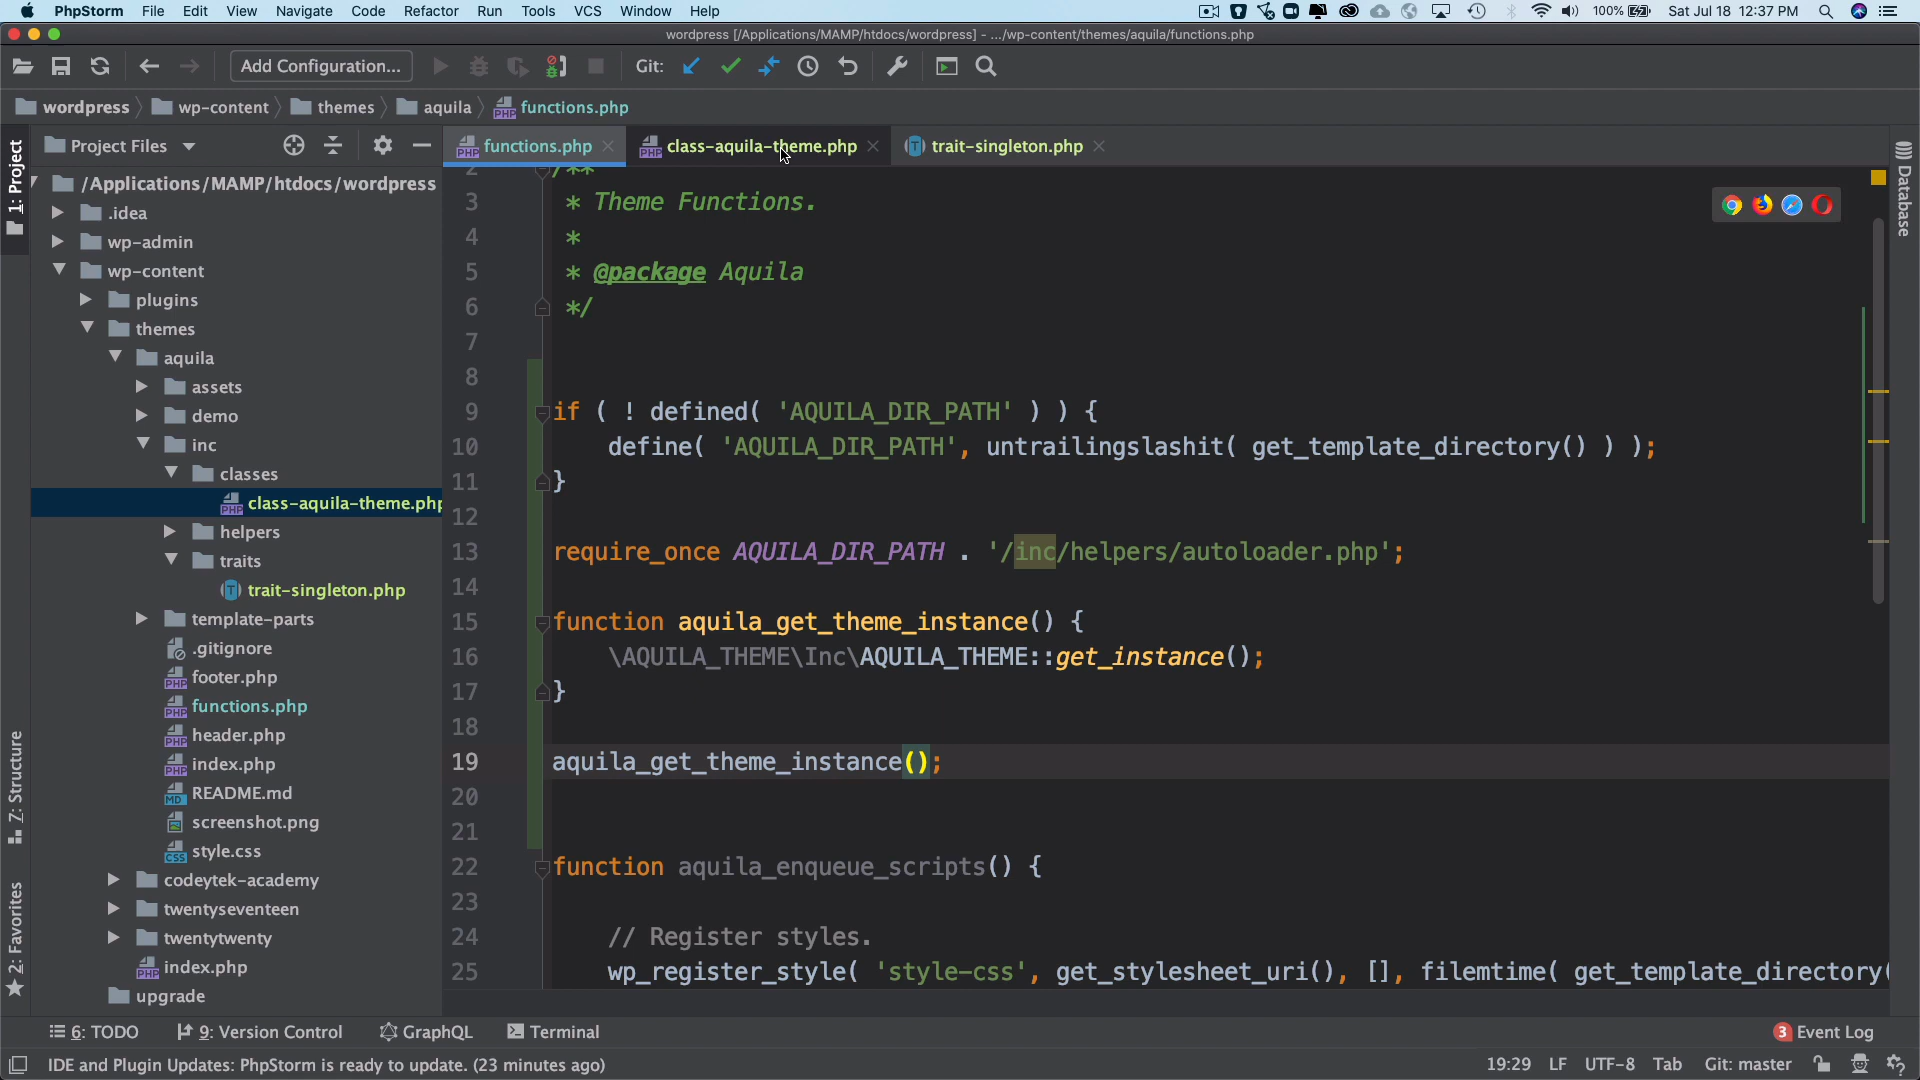 PhpStorm File Edit View Navigate Code Refactor Run Tools VCS Window Help 100% Sat Jul 18 12:37 PM
wordpress [/Applications/MAMP/htdocs/wordpress] - .../wp-content/themes/aquila/functions.php
Add Configuration... Git:
wordpress wp-content themes aquila functions.php
Project Files functions.php class-aquila-theme.php trait-singleton.php
1: Project
Database
7: Structure
2: Favorites
/Applications/MAMP/htdocs/wordpress
.idea
wp-admin
wp-content
plugins
themes
aquila
assets
demo
inc
classes
class-aquila-theme.php
helpers
traits
trait-singleton.php
template-parts
.gitignore
footer.php
functions.php
header.php
index.php
README.md
screenshot.png
style.css
codeytek-academy
twentyseventeen
twentytwenty
index.php
upgrade
2 /**
3 * Theme Functions.
4 *
5 * @package Aquila
6 */
7
8
9 if ( ! defined( 'AQUILA_DIR_PATH' ) ) {
10 define( 'AQUILA_DIR_PATH', untrailingslashit( get_template_directory() ) );
11 }
12
13 require_once AQUILA_DIR_PATH . '/inc/helpers/autoloader.php';
14
15 function aquila_get_theme_instance() {
16 \AQUILA_THEME\Inc\AQUILA_THEME::get_instance();
17 }
18
19 aquila_get_theme_instance();
20
21
22 function aquila_enqueue_scripts() {
23
24 // Register styles.
25 wp_register_style( 'style-css', get_stylesheet_uri(), [], filemtime( get_template_directory(
6: TODO 9: Version Control GraphQL Terminal 3 Event Log
IDE and Plugin Updates: PhpStorm is ready to update. (23 minutes ago) 19:29 LF UTF-8 Tab Git: master